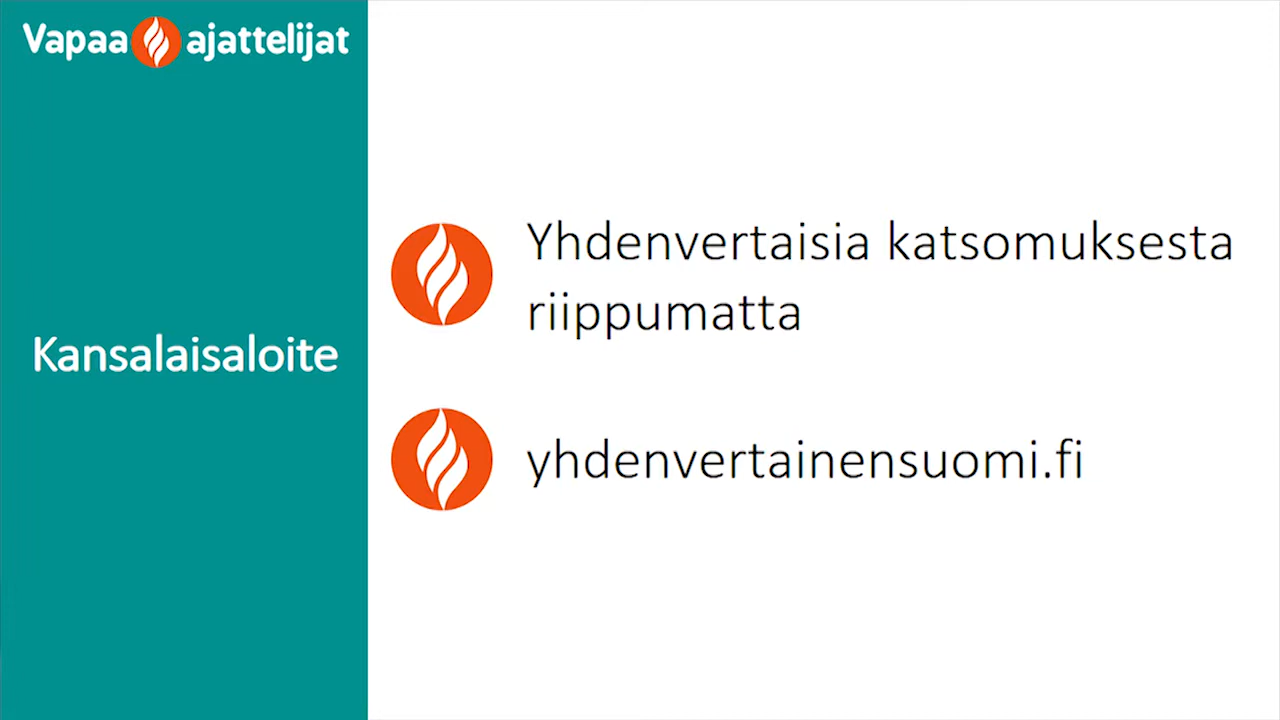 Vapaa ajattelijat
Kansalaisaloite
Yhdenvertaisia katsomuksesta
riippumatta
yhdenvertainensuomi.fi